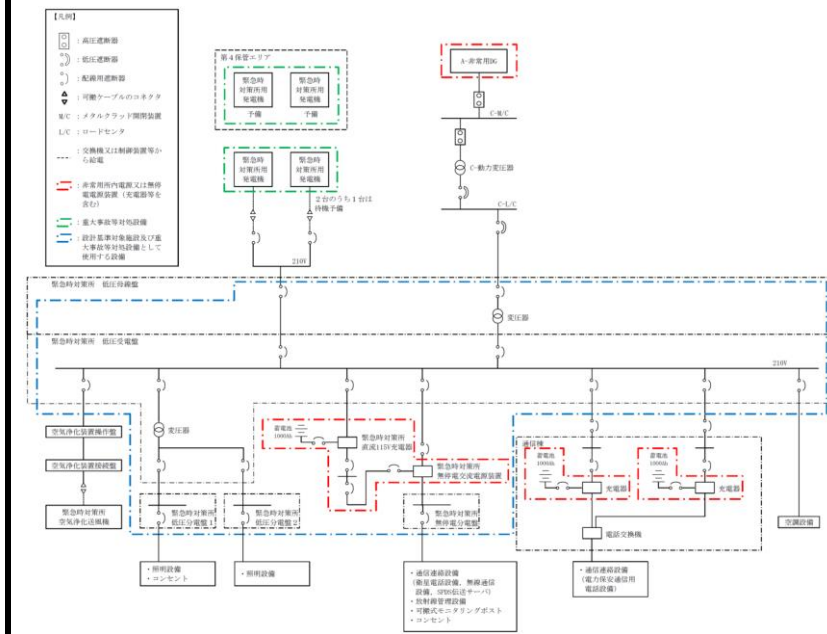 【凡例】
：高圧遮断器
：低圧遮断器
：配線用遮断器
：可搬ケーブルのコネクタ
M/C ：メタルクラッド開閉装置
L/C ：ロードセンタ
：交換機又は制御装置等か
ら給電
：非常用所内電源又は無停
電電源装置（充電器等を
含む）
：重大事故等対処設備
：設計基準対象施設及び重
大事故等対処設備として
使用する設備
第４保管エリア
緊急時
対策所用
発電機
予備
緊急時
対策所用
発電機
予備
緊急時
対策所用
発電機
緊急時
対策所用
発電機
２台のうち１台は
待機予備
210V
A-非常用DG
C-M/C
C-動力変圧器
C-L/C
緊急時対策所 低圧母線盤
変圧器
緊急時対策所 低圧受電盤
210V
空気浄化装置操作盤
空気浄化装置接続盤
緊急時対策所
空気浄化送風機
変圧器
緊急時対策所
低圧分電盤１
緊急時対策所
低圧分電盤２
・照明設備
・コンセント
・照明設備
蓄電池
1000Ah
緊急時対策所
直流115V充電器
緊急時対策所
無停電交流電源装置
緊急時対策所
無停電分電盤
・通信連絡設備
（衛星電話設備，無線通信
設備，SPDS伝送サーバ）
・放射線管理設備
・可搬式モニタリングポスト
・コンセント
通信棟
蓄電池
1000Ah
充電器
蓄電池
1000Ah
充電器
電話交換機
・通信連絡設備
（電力保安通信用
電話設備）
空調設備